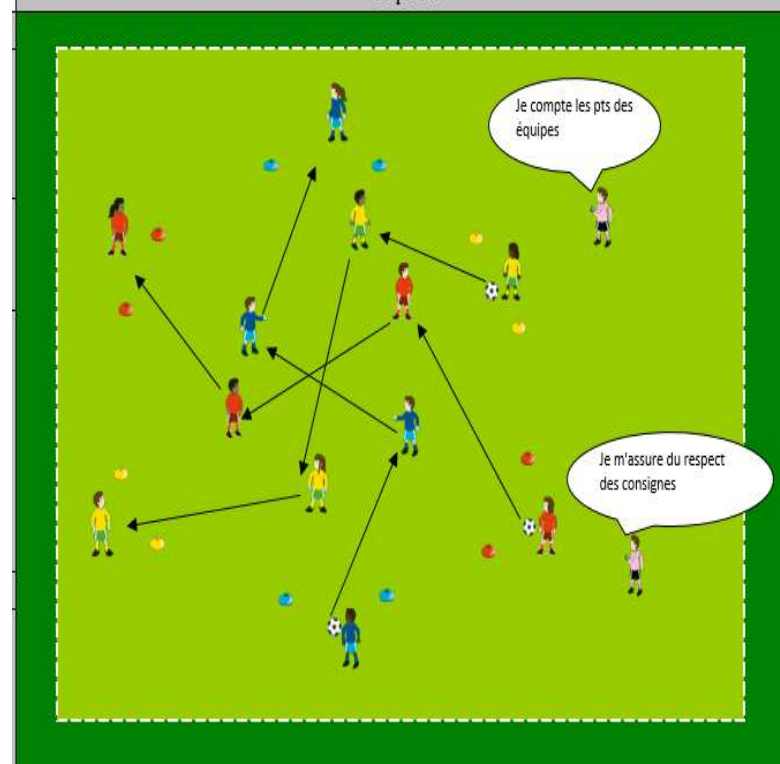 Je compte les pts des
équipes
Je m'assure du respect
des consignes